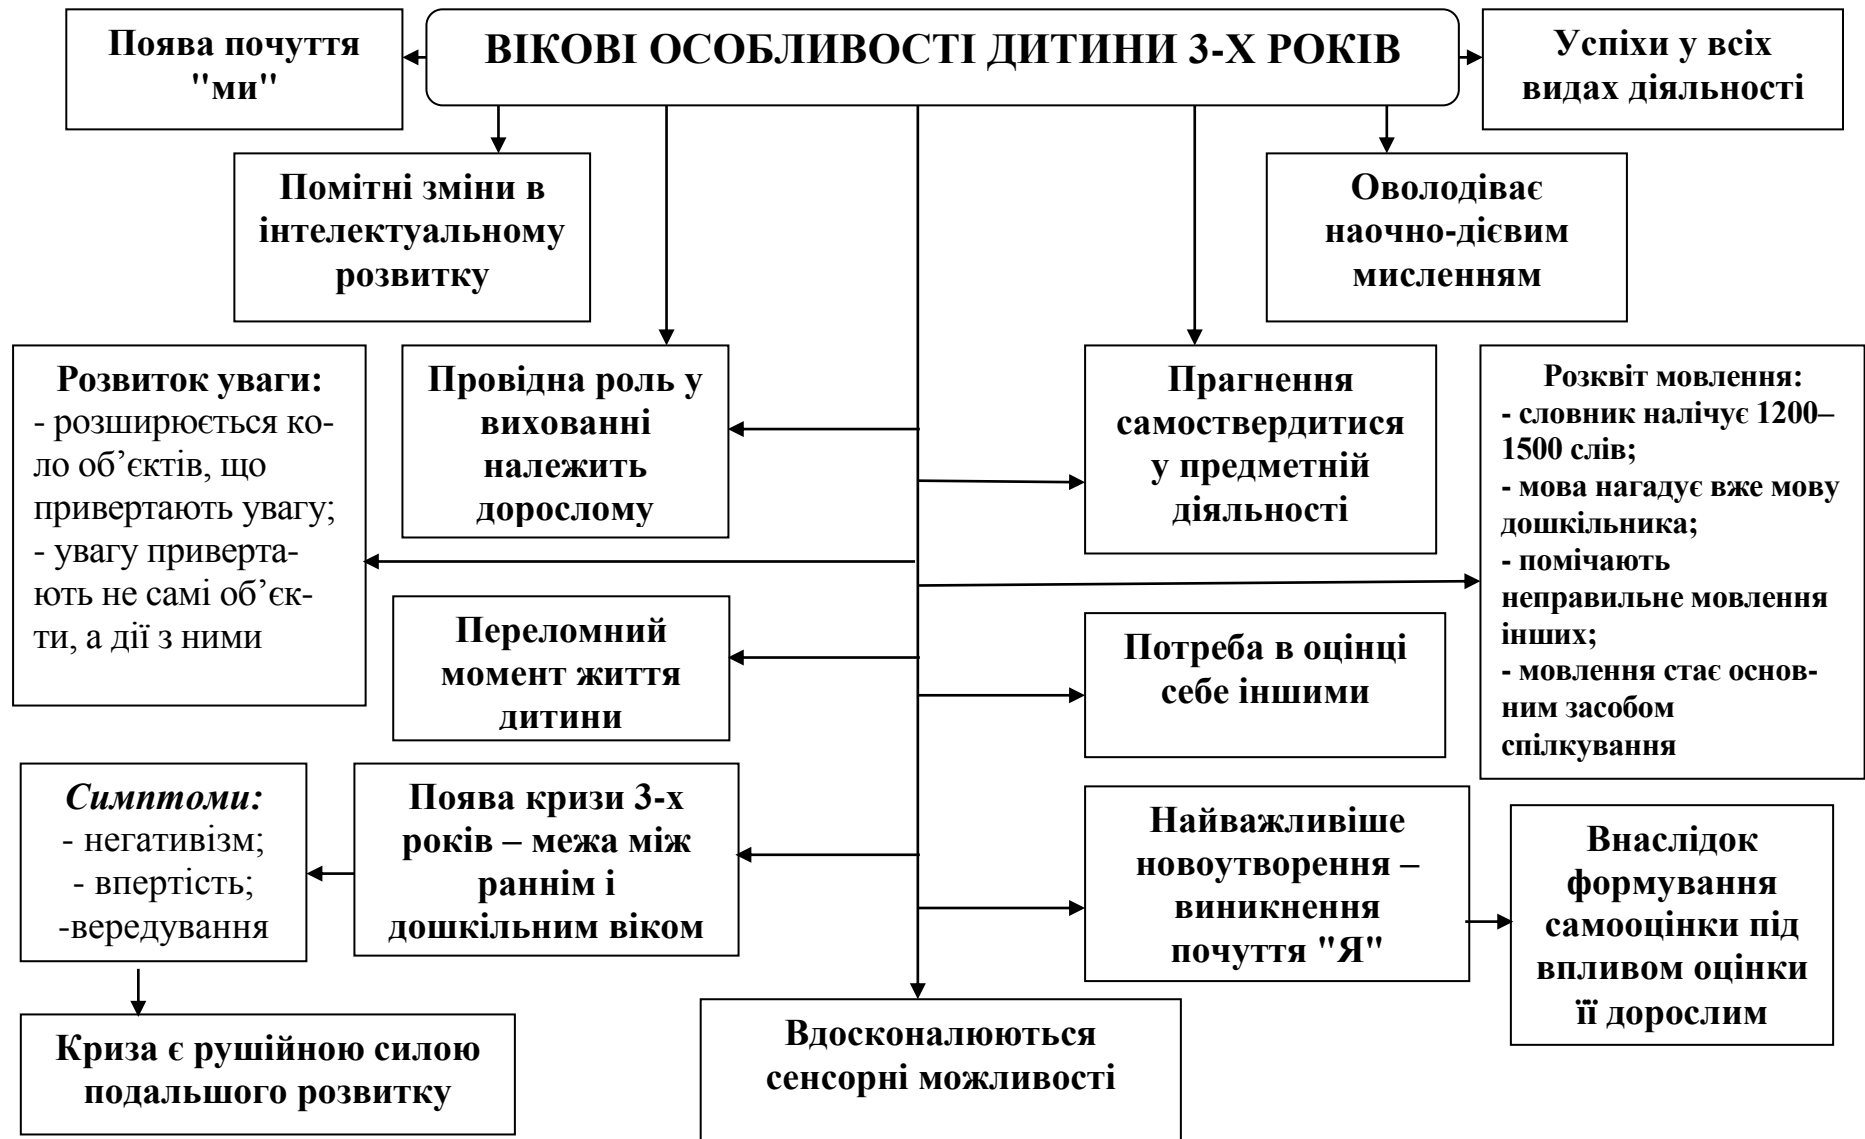 ВІКОВІ ОСОБЛИВОСТІ ДИТИНИ 3-Х РОКІВ
Поява почуття
"ми"
Успіхи у всіх
видах діяльності
Помітні зміни в
інтелектуальному
розвитку
Оволодіває
наочно-дієвим
мисленням
Розвиток уваги:
- розширюється ко-
ло об’єктів, що
привертають увагу;
- увагу приверта-
ють не самі об’єк-
ти, а дії з ними
Провідна роль у
вихованні
належить
дорослому
Прагнення
самоствердитися
у предметній
діяльності
Розквіт мовлення:
- словник налічує 1200–
1500 слів;
- мова нагадує вже мову
дошкільника;
- помічають
неправильне мовлення
інших;
- мовлення стає основ-
ним засобом
спілкування
Переломний
момент життя
дитини
Потреба в оцінці
себе іншими
Симптоми:
- негативізм;
- впертість;
-вередування
Поява кризи 3-х
років – межа між
раннім і
дошкільним віком
Найважливіше
новоутворення –
виникнення
почуття "Я"
Внаслідок
формування
самооцінки під
впливом оцінки
її дорослим
Криза є рушійною силою
подальшого розвитку
Вдосконалюються
сенсорні можливості